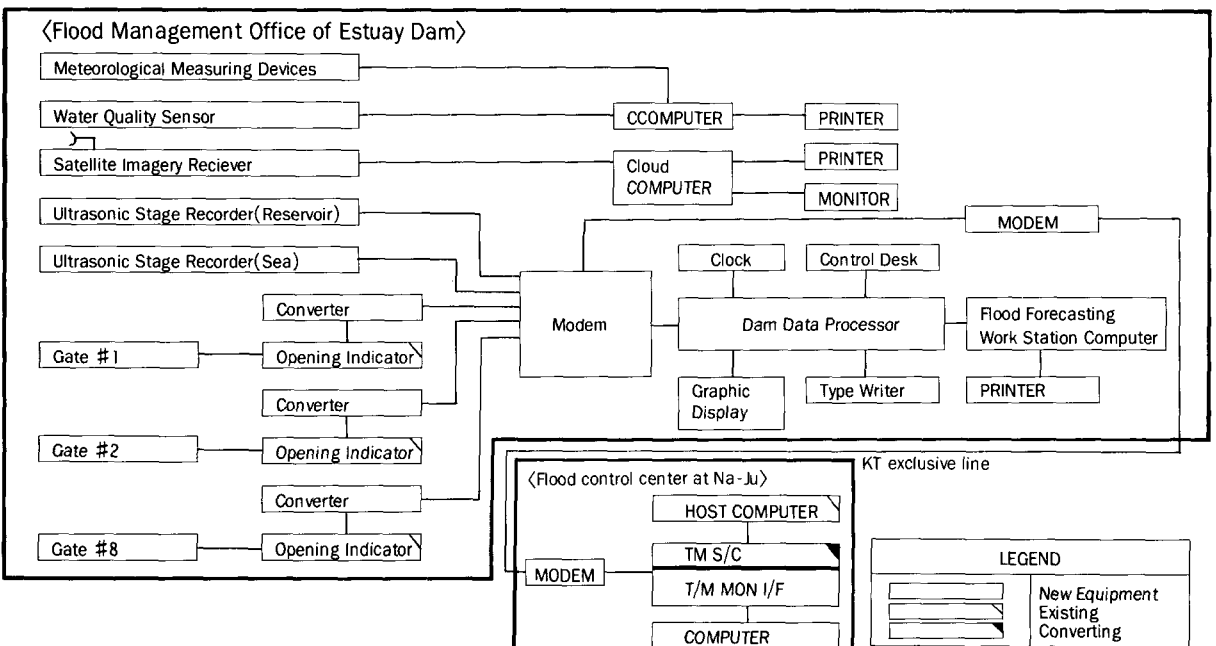 〈Flood Management Office of Estuay Dam〉
Meteorological Measuring Devices
Water Quality Sensor
CCOMPUTER
PRINTER
Satellite Imagery Reciever
Cloud
COMPUTER
PRINTER
MONITOR
Ultrasonic Stage Recorder(Reservoir)
MODEM
Ultrasonic Stage Recorder(Sea)
Clock
Control Desk
Converter
Modem
Dam Data Processor
Flood Forecasting
Work Station Computer
Gate #1
Opening Indicator
Converter
Graphic
Display
Type Writer
PRINTER
Gate #2
Opening Indicator
KT exclusive line
Converter
Gate #8
Opening Indicator
〈Flood control center at Na-Ju〉
HOST COMPUTER
TM S/C
MODEM
T/M MON I/F
COMPUTER
LEGEND
New Equipment
Existing
Converting